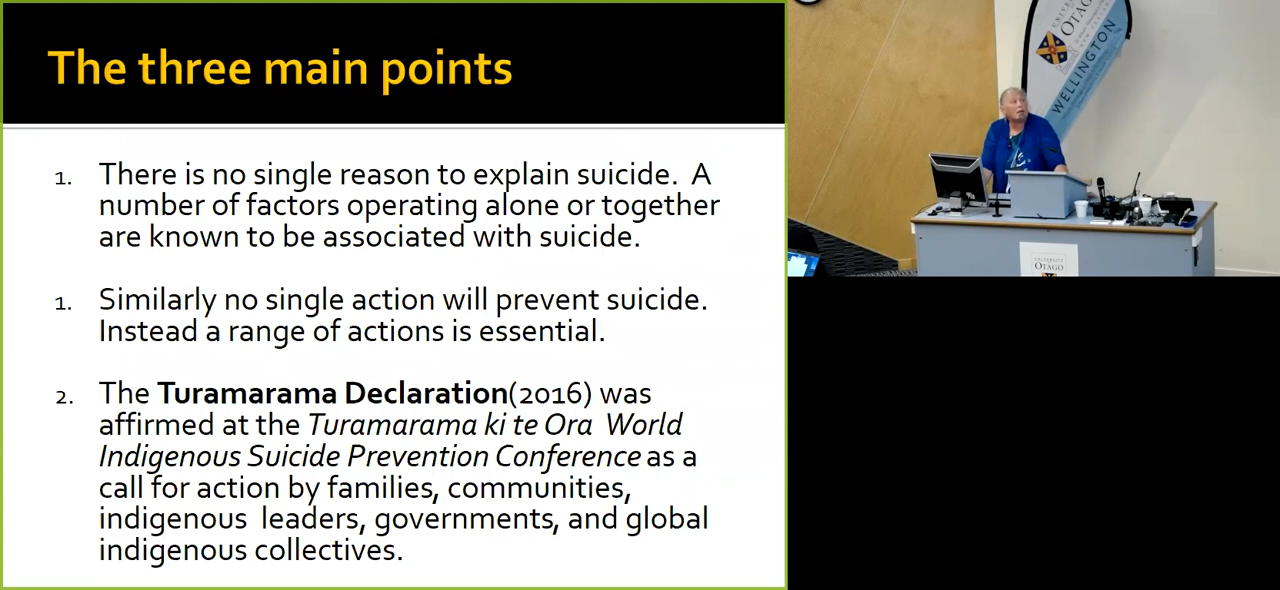 The three main points
1. There is no single reason to explain suicide. A
number of factors operating alone or together
are known to be associated with suicide.
1. Similarly no single action will prevent suicide.
Instead a range of actions is essential.
2. The Turamarama Declaration(2016) was
affirmed at the Turamarama ki te Ora World
Indigenous Suicide Prevention Conference as a
call for action by families, communities,
indigenous leaders, governments, and global
indigenous collectives.
UNIVERSITY
OTAGO
WELLINGTON
UNIVERSITY
OTAGO